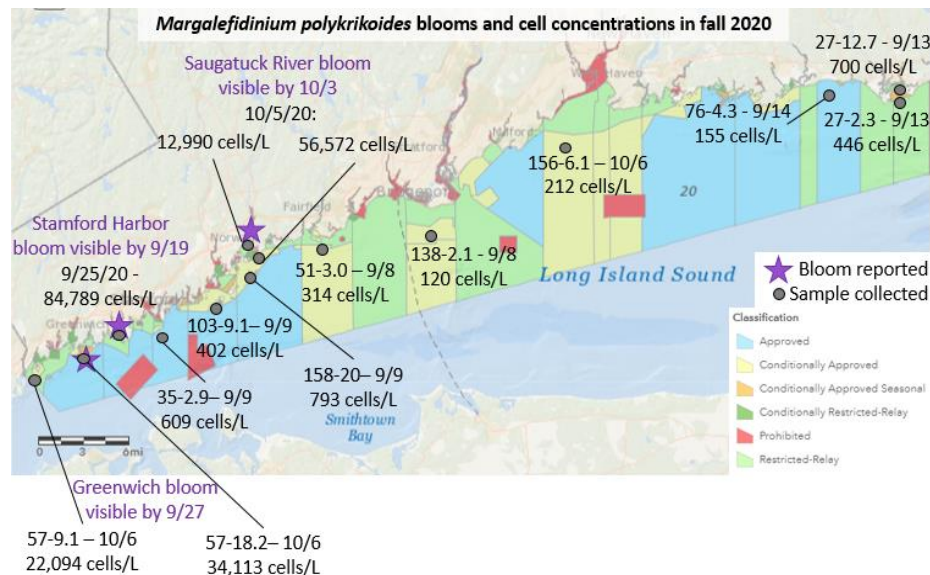 Margalefidinium polykrikoides blooms and cell concentrations in fall 2020
Saugatuck River bloom
visible by 10/3
10/5/20:
12,990 cells/L
56,572 cells/L
27-12.7 - 9/13
700 cells/L
76-4.3 - 9/14
155 cells/L
27-2.3 - 9/13
446 cells/L
Milford
156-6.1 – 10/6
212 cells/L
20
Fairfield
Stamford Harbor
bloom visible by 9/19
9/25/20 -
84,789 cells/L
51-3.0 – 9/8
314 cells/L
138-2.1 - 9/8
120 cells/L
Long Island Sound
Bloom reported
Sample collected
Greenwich
103-9.1– 9/9
402 cells/L
158-20– 9/9
793 cells/L
35-2.9– 9/9
609 cells/L
Smithtown
Bay
0 3 6mi
Classification
Approved
Conditionally Approved
Conditionally Approved Seasonal
Conditionally Restricted-Relay
Prohibited
Restricted-Relay
Greenwich bloom
visible by 9/27
57-9.1 – 10/6
22,094 cells/L
57-18.2– 10/6
34,113 cells/L